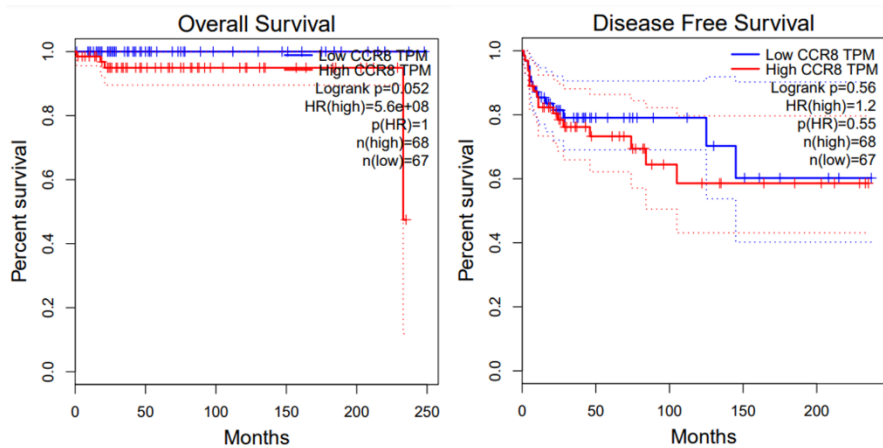 Overall Survival
Low CCR8 TPM
High CCR8 TPM
Logrank p=0.052
HR(high)=5.6e+08
p(HR)=1
n(high)=68
n(low)=67
Percent survival
1.0
0.8
0.6
0.4
0.2
0.0
0 50 100 150 200 250
Months
Disease Free Survival
Low CCR8 TPM
High CCR8 TPM
Logrank p=0.56
HR(high)=1.2
p(HR)=0.55
n(high)=68
n(low)=67
Percent survival
1.0
0.8
0.6
0.4
0.2
0.0
0 50 100 150 200
Months